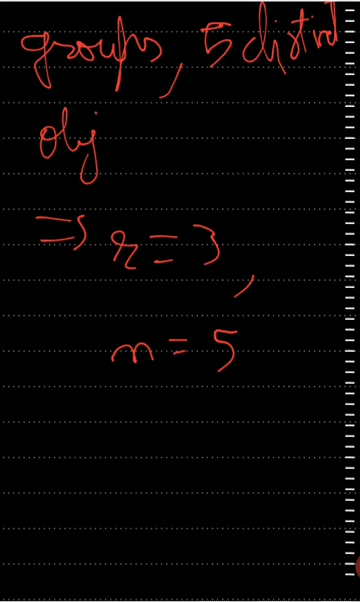 groups, 5 distinct
obj
⇒ r = 3,
n = 5